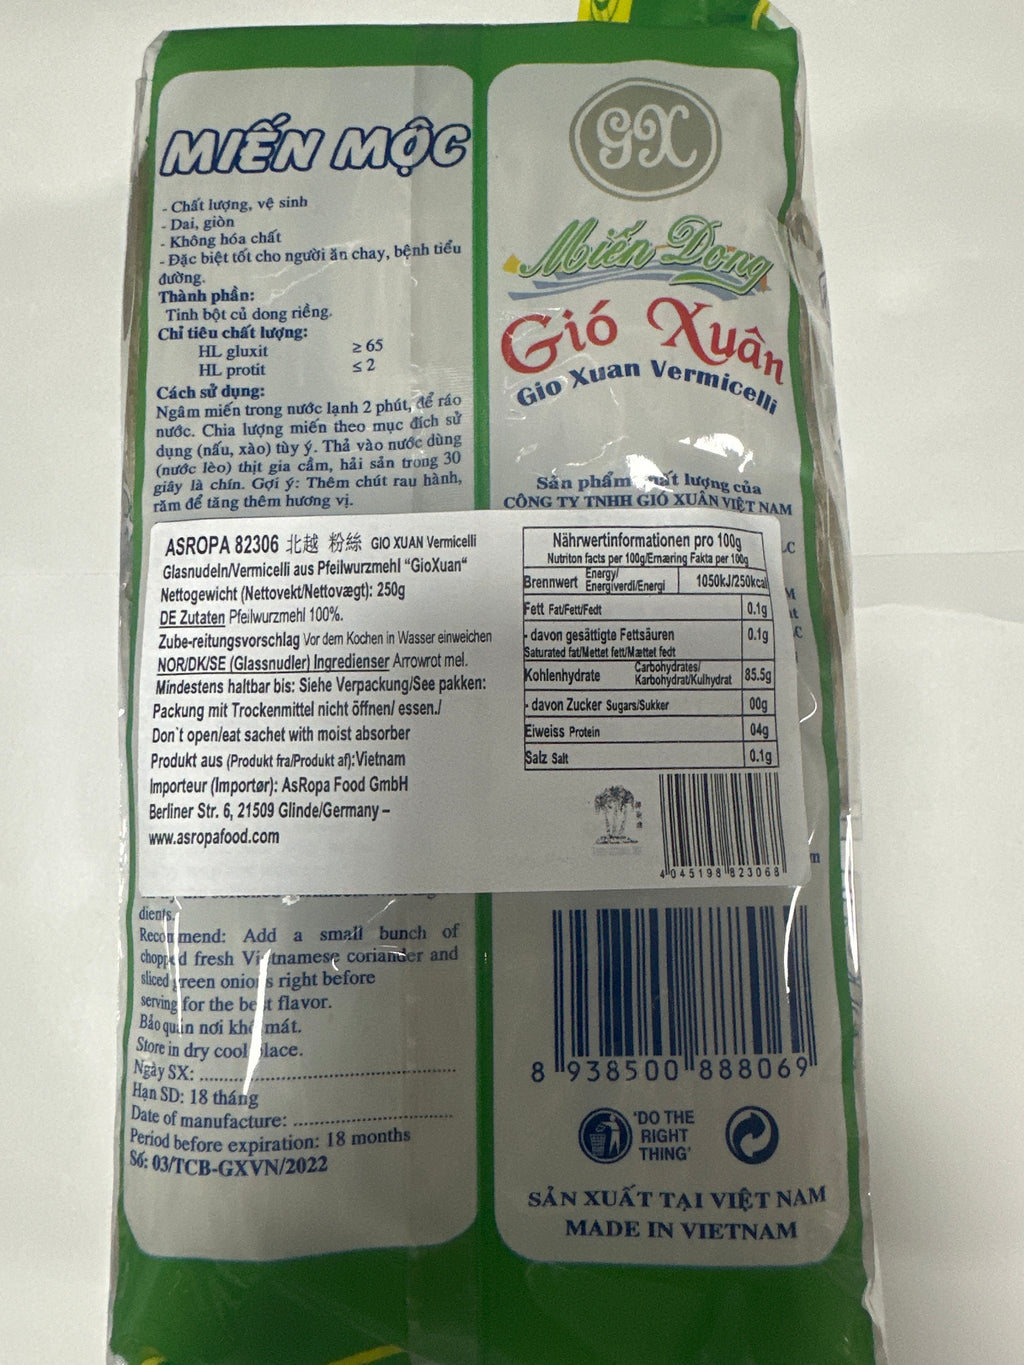 MIẾN MỘC
- Chất lượng, vệ sinh
- Dai, giòn
- Không hóa chất
- Đặc biệt tốt cho người ăn chay, bệnh tiểu
đường.
Thành phần:
Tinh bột củ dong riềng.
Chỉ tiêu chất lượng:
HL gluxit ≥ 65
HL protit ≤ 2
Cách sử dụng:
Ngâm miến trong nước lạnh 2 phút, để ráo
nước. Chia lượng miến theo mục đích sử
dụng (nấu, xào) tùy ý. Thả vào nước dùng
(nước lèo) thịt gia cầm, hải sản trong 30
giây là chín. Gợi ý: Thêm chút rau hành,
răm để tăng thêm hương vị.
GX
Miến Dong
Gió Xuân
Gio Xuan Vermicelli
Sản phẩm chất lượng của
CÔNG TY TNHH GIÓ XUÂN VIỆT NAM
ASROPA 82306 北越 粉絲 GIO XUAN Vermicelli
Glasnudeln/Vermicelli aus Pfeilwurzmehl "GioXuan"
Nettogewicht (Nettovekt/Nettovægt): 250g
DE Zutaten Pfeilwurzmehl 100%.
Zube-reitungsvorschlag Vor dem Kochen in Wasser einweichen
NOR/DK/SE (Glassnudler) Ingredienser Arrowrot mel.
Mindestens haltbar bis: Siehe Verpackung/See pakken:
Packung mit Trockenmittel nicht öffnen/ essen./
Don`t open/eat sachet with moist absorber
Produkt aus (Produkt fra/Produkt af):Vietnam
Importeur (Importør): AsRopa Food GmbH
Berliner Str. 6, 21509 Glinde/Germany –
www.asropafood.com
Nährwertinformationen pro 100g
Nutriton facts per 100g/Ernæring Fakta per 100g
Brennwert Energy/ Energiverdi/Energi 1050kJ/250kcal
Fett Fat/Fett/Fedt 0.1g
- davon gesättigte Fettsäuren 0.1g
Saturated fat/Mettet fett/Mættet fedt
Kohlenhydrate Carbohydrates/ Karbohydrat/Kulhydrat 85.5g
- davon Zucker Sugars/Sukker 00g
Eiweiss Protein 04g
Salz Salt 0.1g
4 045198 823068
dients.
Recommend: Add a small bunch of
chopped fresh Vietnamese coriander and
sliced green onions right before
serving for the best flavor.
Bảo quản nơi khô mát.
Store in dry cool place.
Ngày SX: ....................
Hạn SD: 18 tháng
Date of manufacture: ....................
Period before expiration: 18 months
Số: 03/TCB-GXVN/2022
8 938500 888069
'DO THE
RIGHT
THING'
SẢN XUẤT TẠI VIỆT NAM
MADE IN VIETNAM